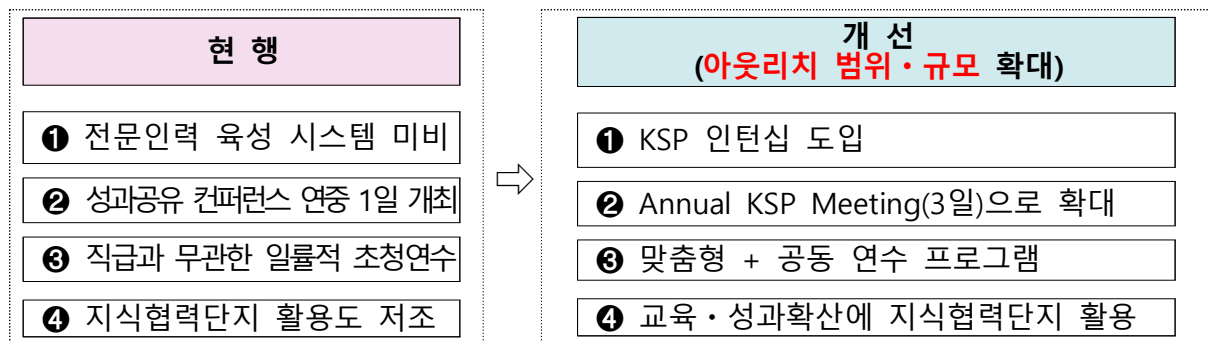 현 행
❶ 전문인력 육성 시스템 미비
❷ 성과공유 컨퍼런스 연중 1일 개최
❸ 직급과 무관한 일률적 초청연수
❹ 지식협력단지 활용도 저조
⇨
개 선
(아웃리치 범위・규모 확대)
❶ KSP 인턴십 도입
❷ Annual KSP Meeting(3일)으로 확대
❸ 맞춤형 + 공동 연수 프로그램
❹ 교육・성과확산에 지식협력단지 활용